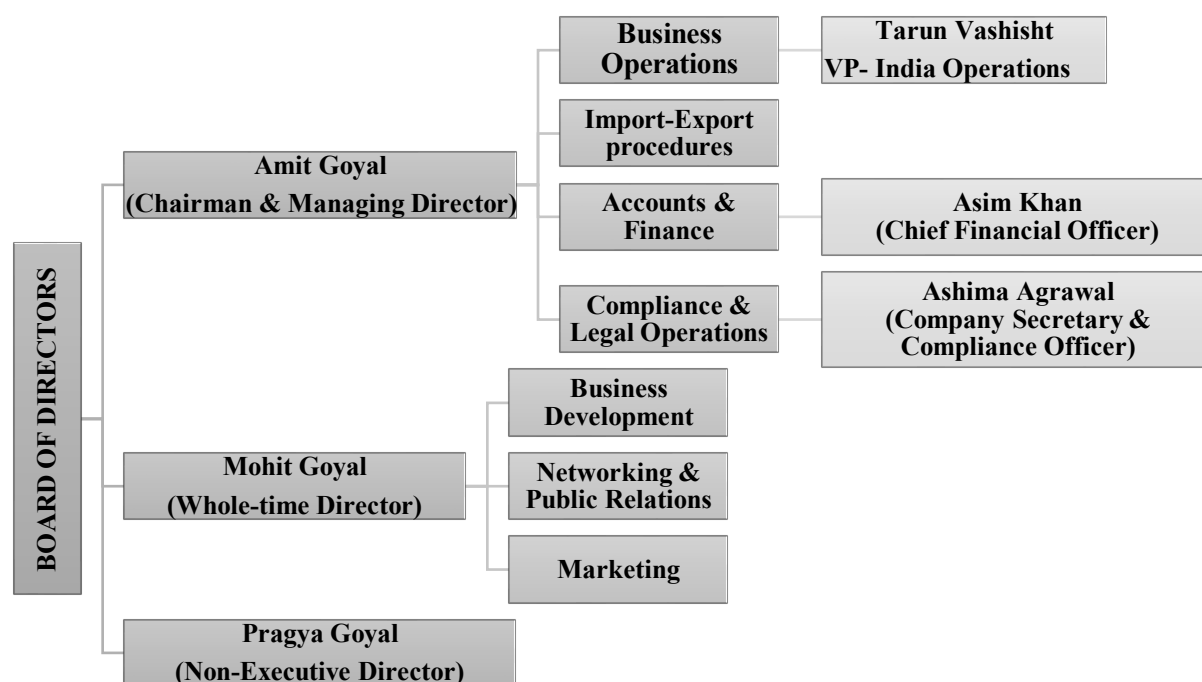 BOARD OF DIRECTORS
Amit Goyal
(Chairman & Managing Director)
Business
Operations
Tarun Vashisht
VP- India Operations
Import-Export
procedures
Accounts &
Finance
Asim Khan
(Chief Financial Officer)
Compliance &
Legal Operations
Ashima Agrawal
(Company Secretary &
Compliance Officer)
Mohit Goyal
(Whole-time Director)
Business
Development
Networking &
Public Relations
Marketing
Pragya Goyal
(Non-Executive Director)